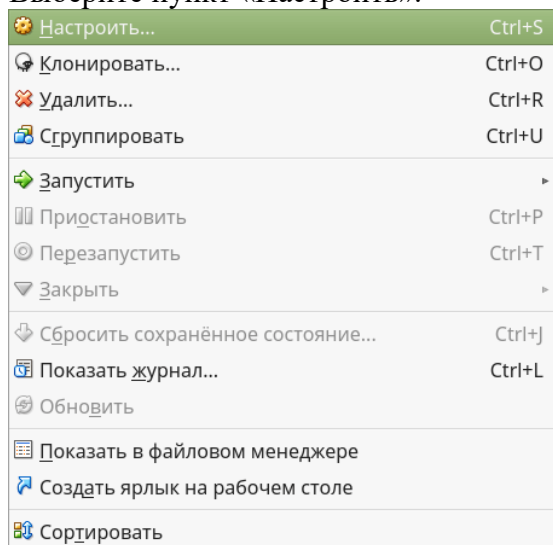 Выберите пункт «Настроить».
Настроить... Ctrl+S
Клонировать... Ctrl+O
Удалить... Ctrl+R
Сгруппировать Ctrl+U
Запустить
Приостановить Ctrl+P
Перезапустить Ctrl+T
Закрыть
Сбросить сохранённое состояние... Ctrl+J
Показать журнал... Ctrl+L
Обновить
Показать в файловом менеджере
Создать ярлык на рабочем столе
Сортировать